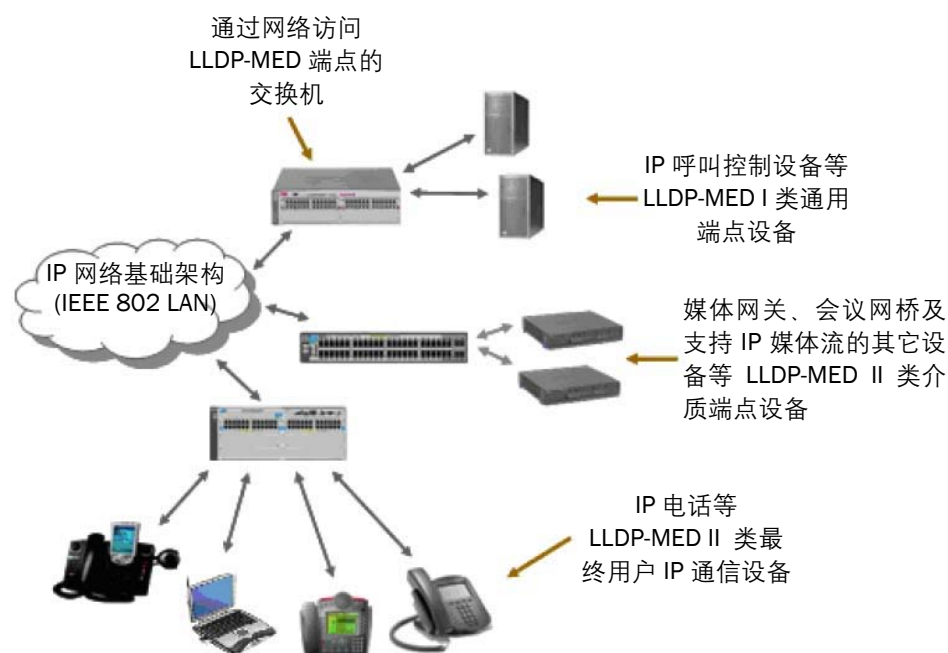 通过网络访问
LLDP-MED 端点的
交换机
IP 呼叫控制设备等
LLDP-MED I 类通用
端点设备
IP 网络基础架构
(IEEE 802 LAN)
媒体网关、会议网桥及
支持 IP 媒体流的其它设
备等 LLDP-MED II 类介
质端点设备
IP 电话等
LLDP-MED II 类最
终用户 IP 通信设备